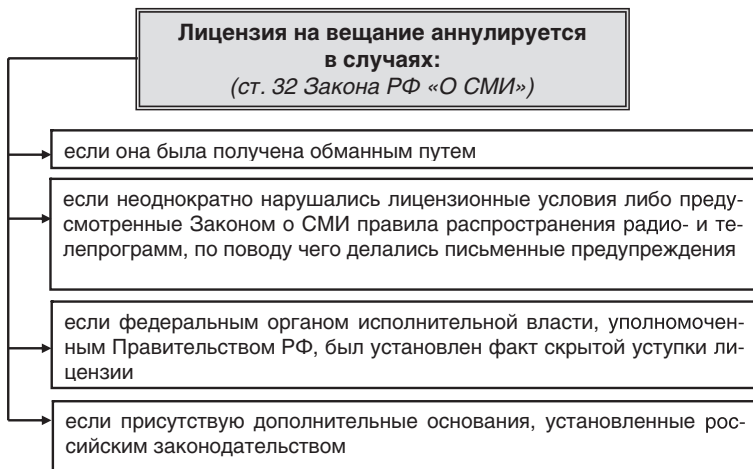 Лицензия на вещание аннулируется
в случаях:
(ст. 32 Закона РФ «О СМИ»)
если она была получена обманным путем
если неоднократно нарушались лицензионные условия либо преду-
смотренные Законом о СМИ правила распространения радио- и те-
лепрограмм, по поводу чего делались письменные предупреждения
если федеральным органом исполнительной власти, уполномочен-
ным Правительством РФ, был установлен факт скрытой уступки ли-
цензии
если присутствую дополнительные основания, установленные рос-
сийским законодательством